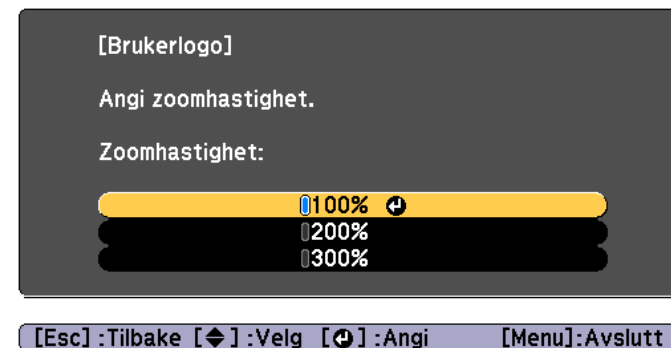 [Brukerlogo]
Angi zoomhastighet.
Zoomhastighet:
100%
200%
300%
[Esc] :Tilbake [◆] :Velg [⏎] :Angi [Menu]:Avslutt